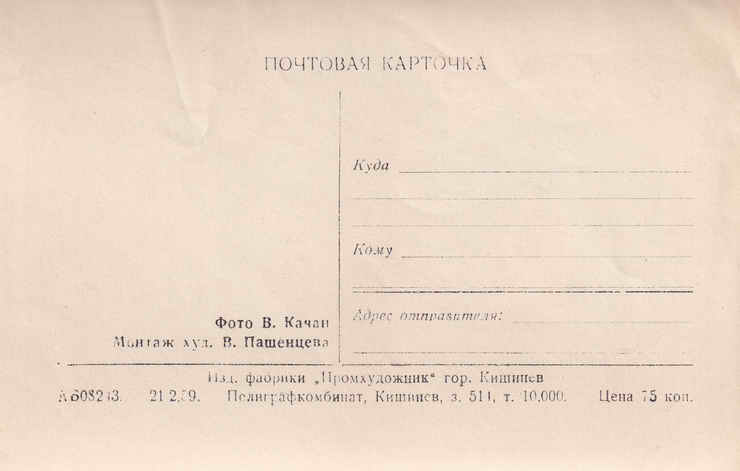 ПОЧТОВАЯ КАРТОЧКА
Куда
Кому
Адрес отправителя:
Фото В. Качан
Монтаж худ. В. Пашенцева
Изд. фабрики „Промхудожник“ гор. Кишинев
21 2, 59. Полиграфкомбинат, Кишинев, з. 511, т. 10,000. Цена 75 коп.